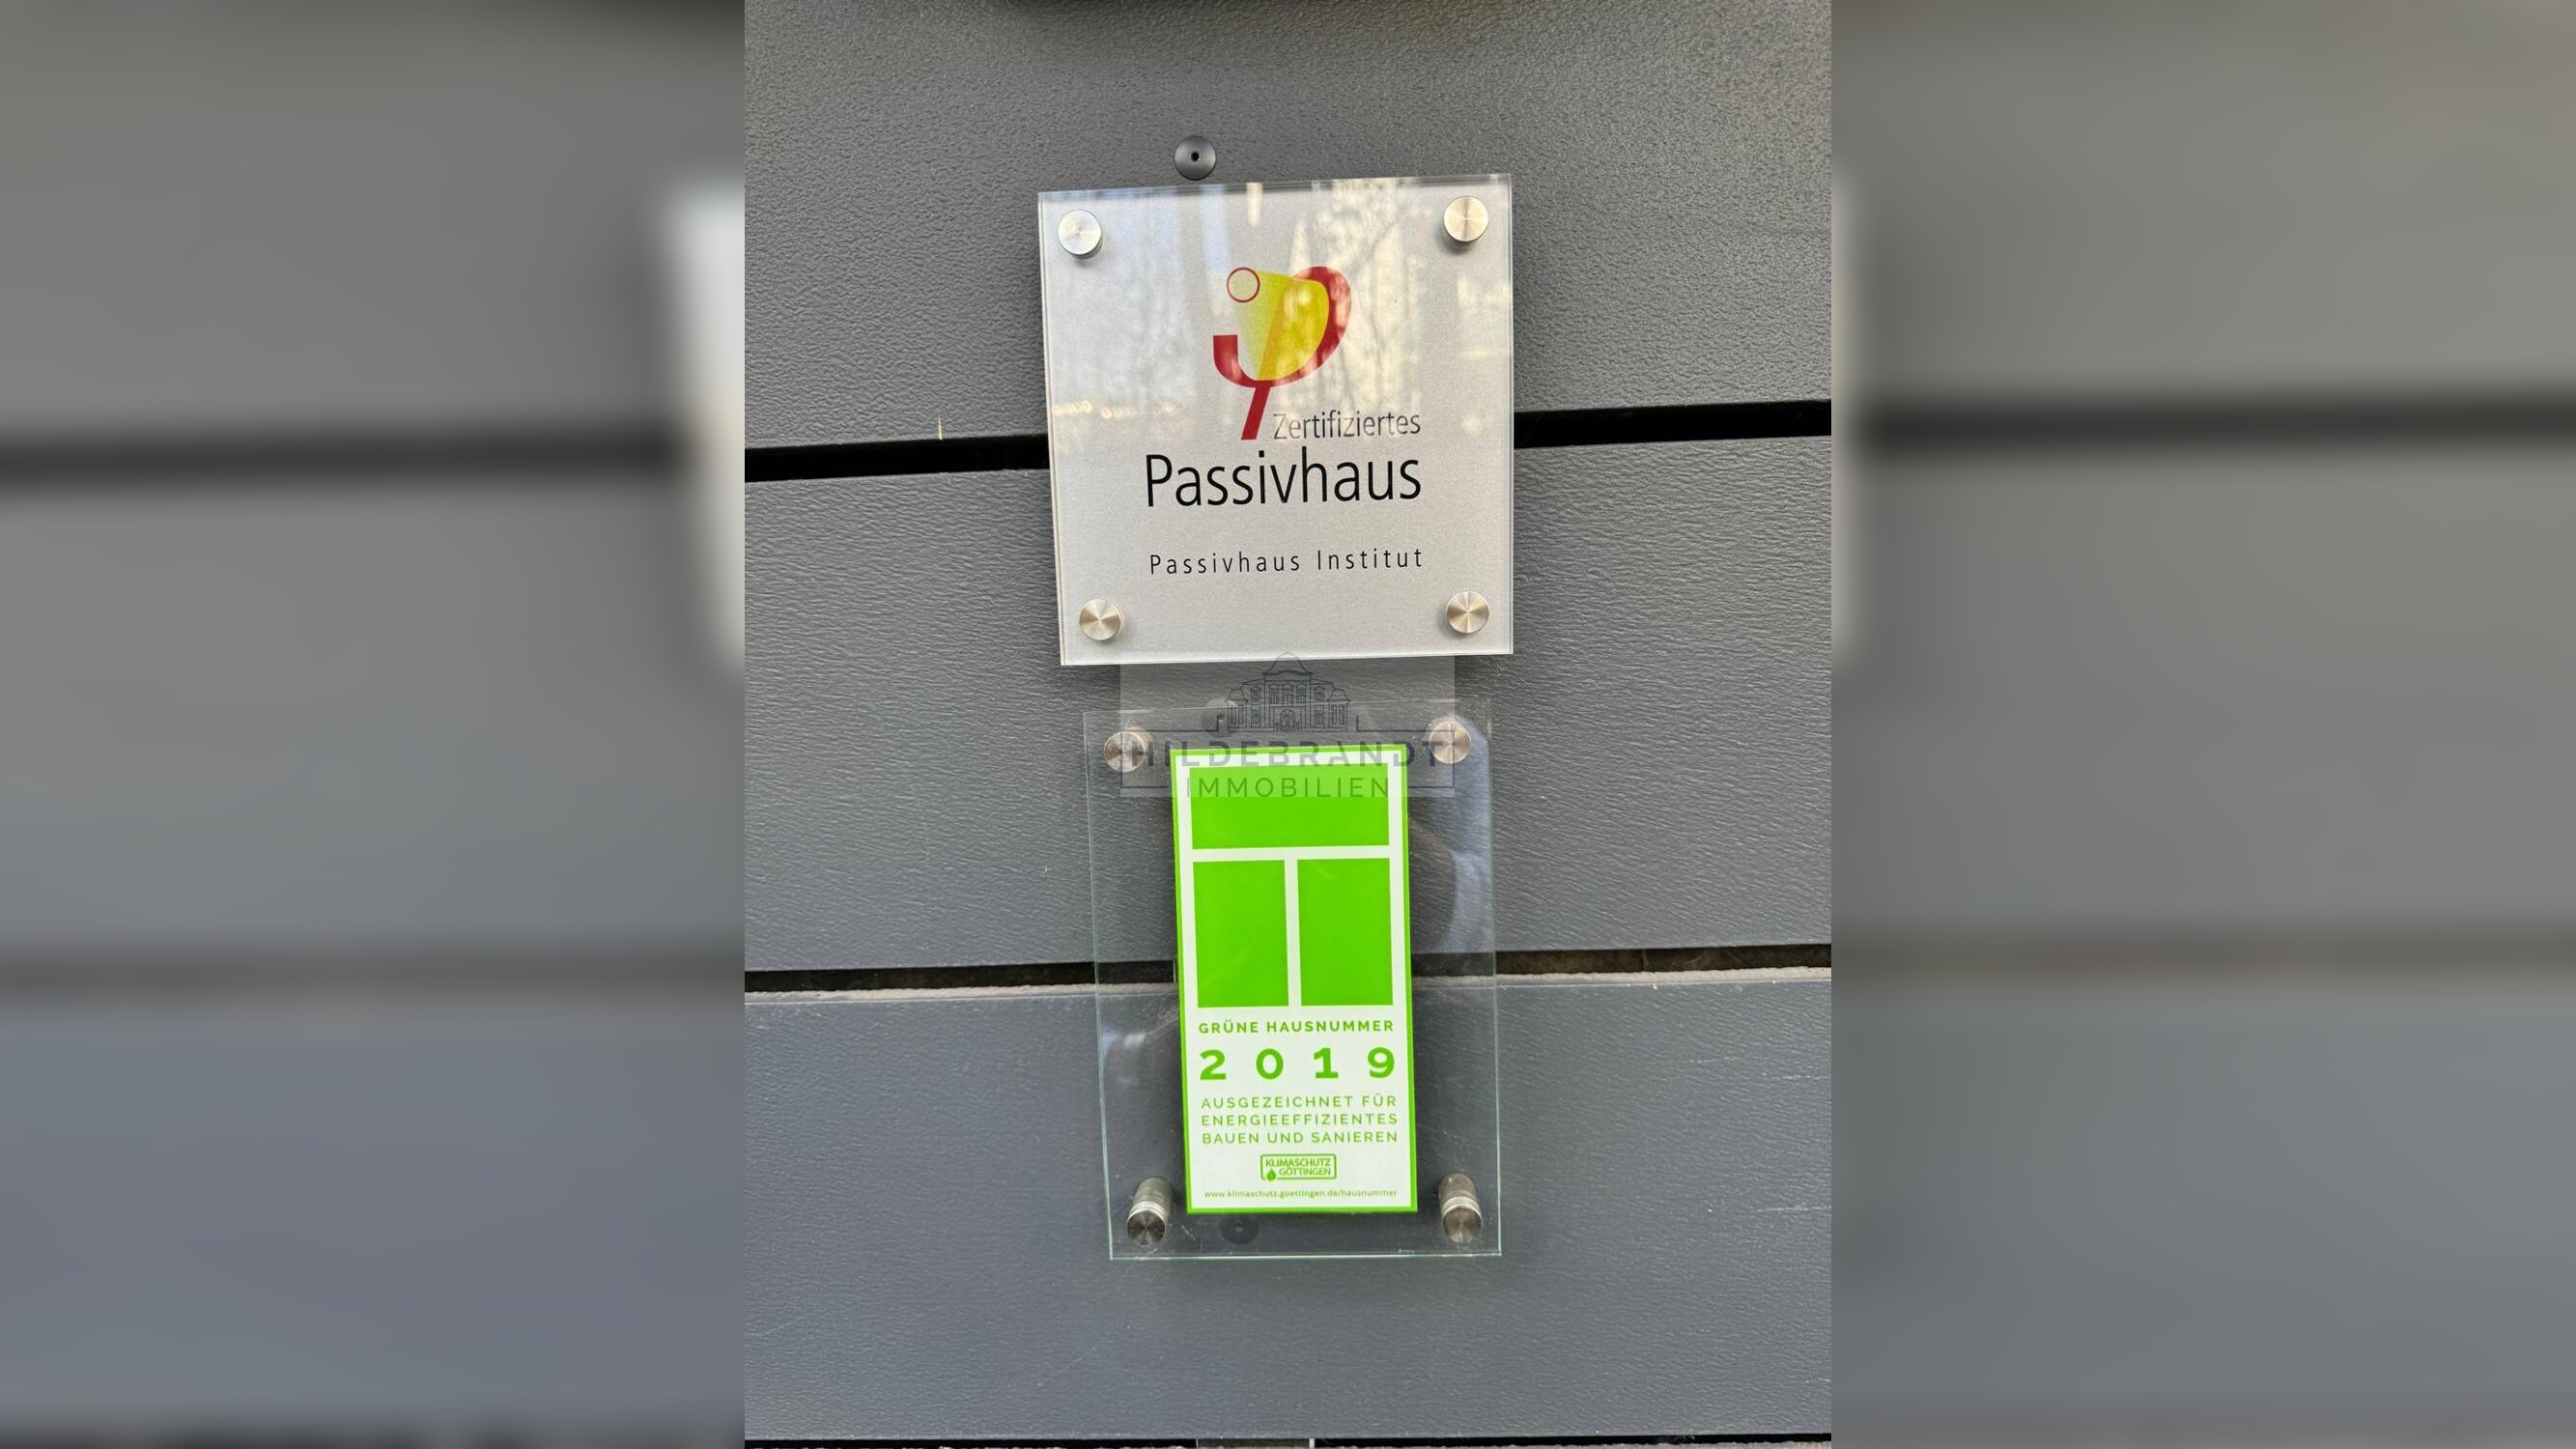 Zertifiziertes
Passivhaus
Passivhaus Institut
HILDEBRANDT
IMMOBILIEN
GRÜNE HAUSNUMMER
2019
AUSGEZEICHNET FÜR
ENERGIEEFFIZIENTES
BAUEN UND SANIEREN
KLIMASCHUTZ
GÖTTINGEN
www.klimaschutz.goettingen.de/hausnummer